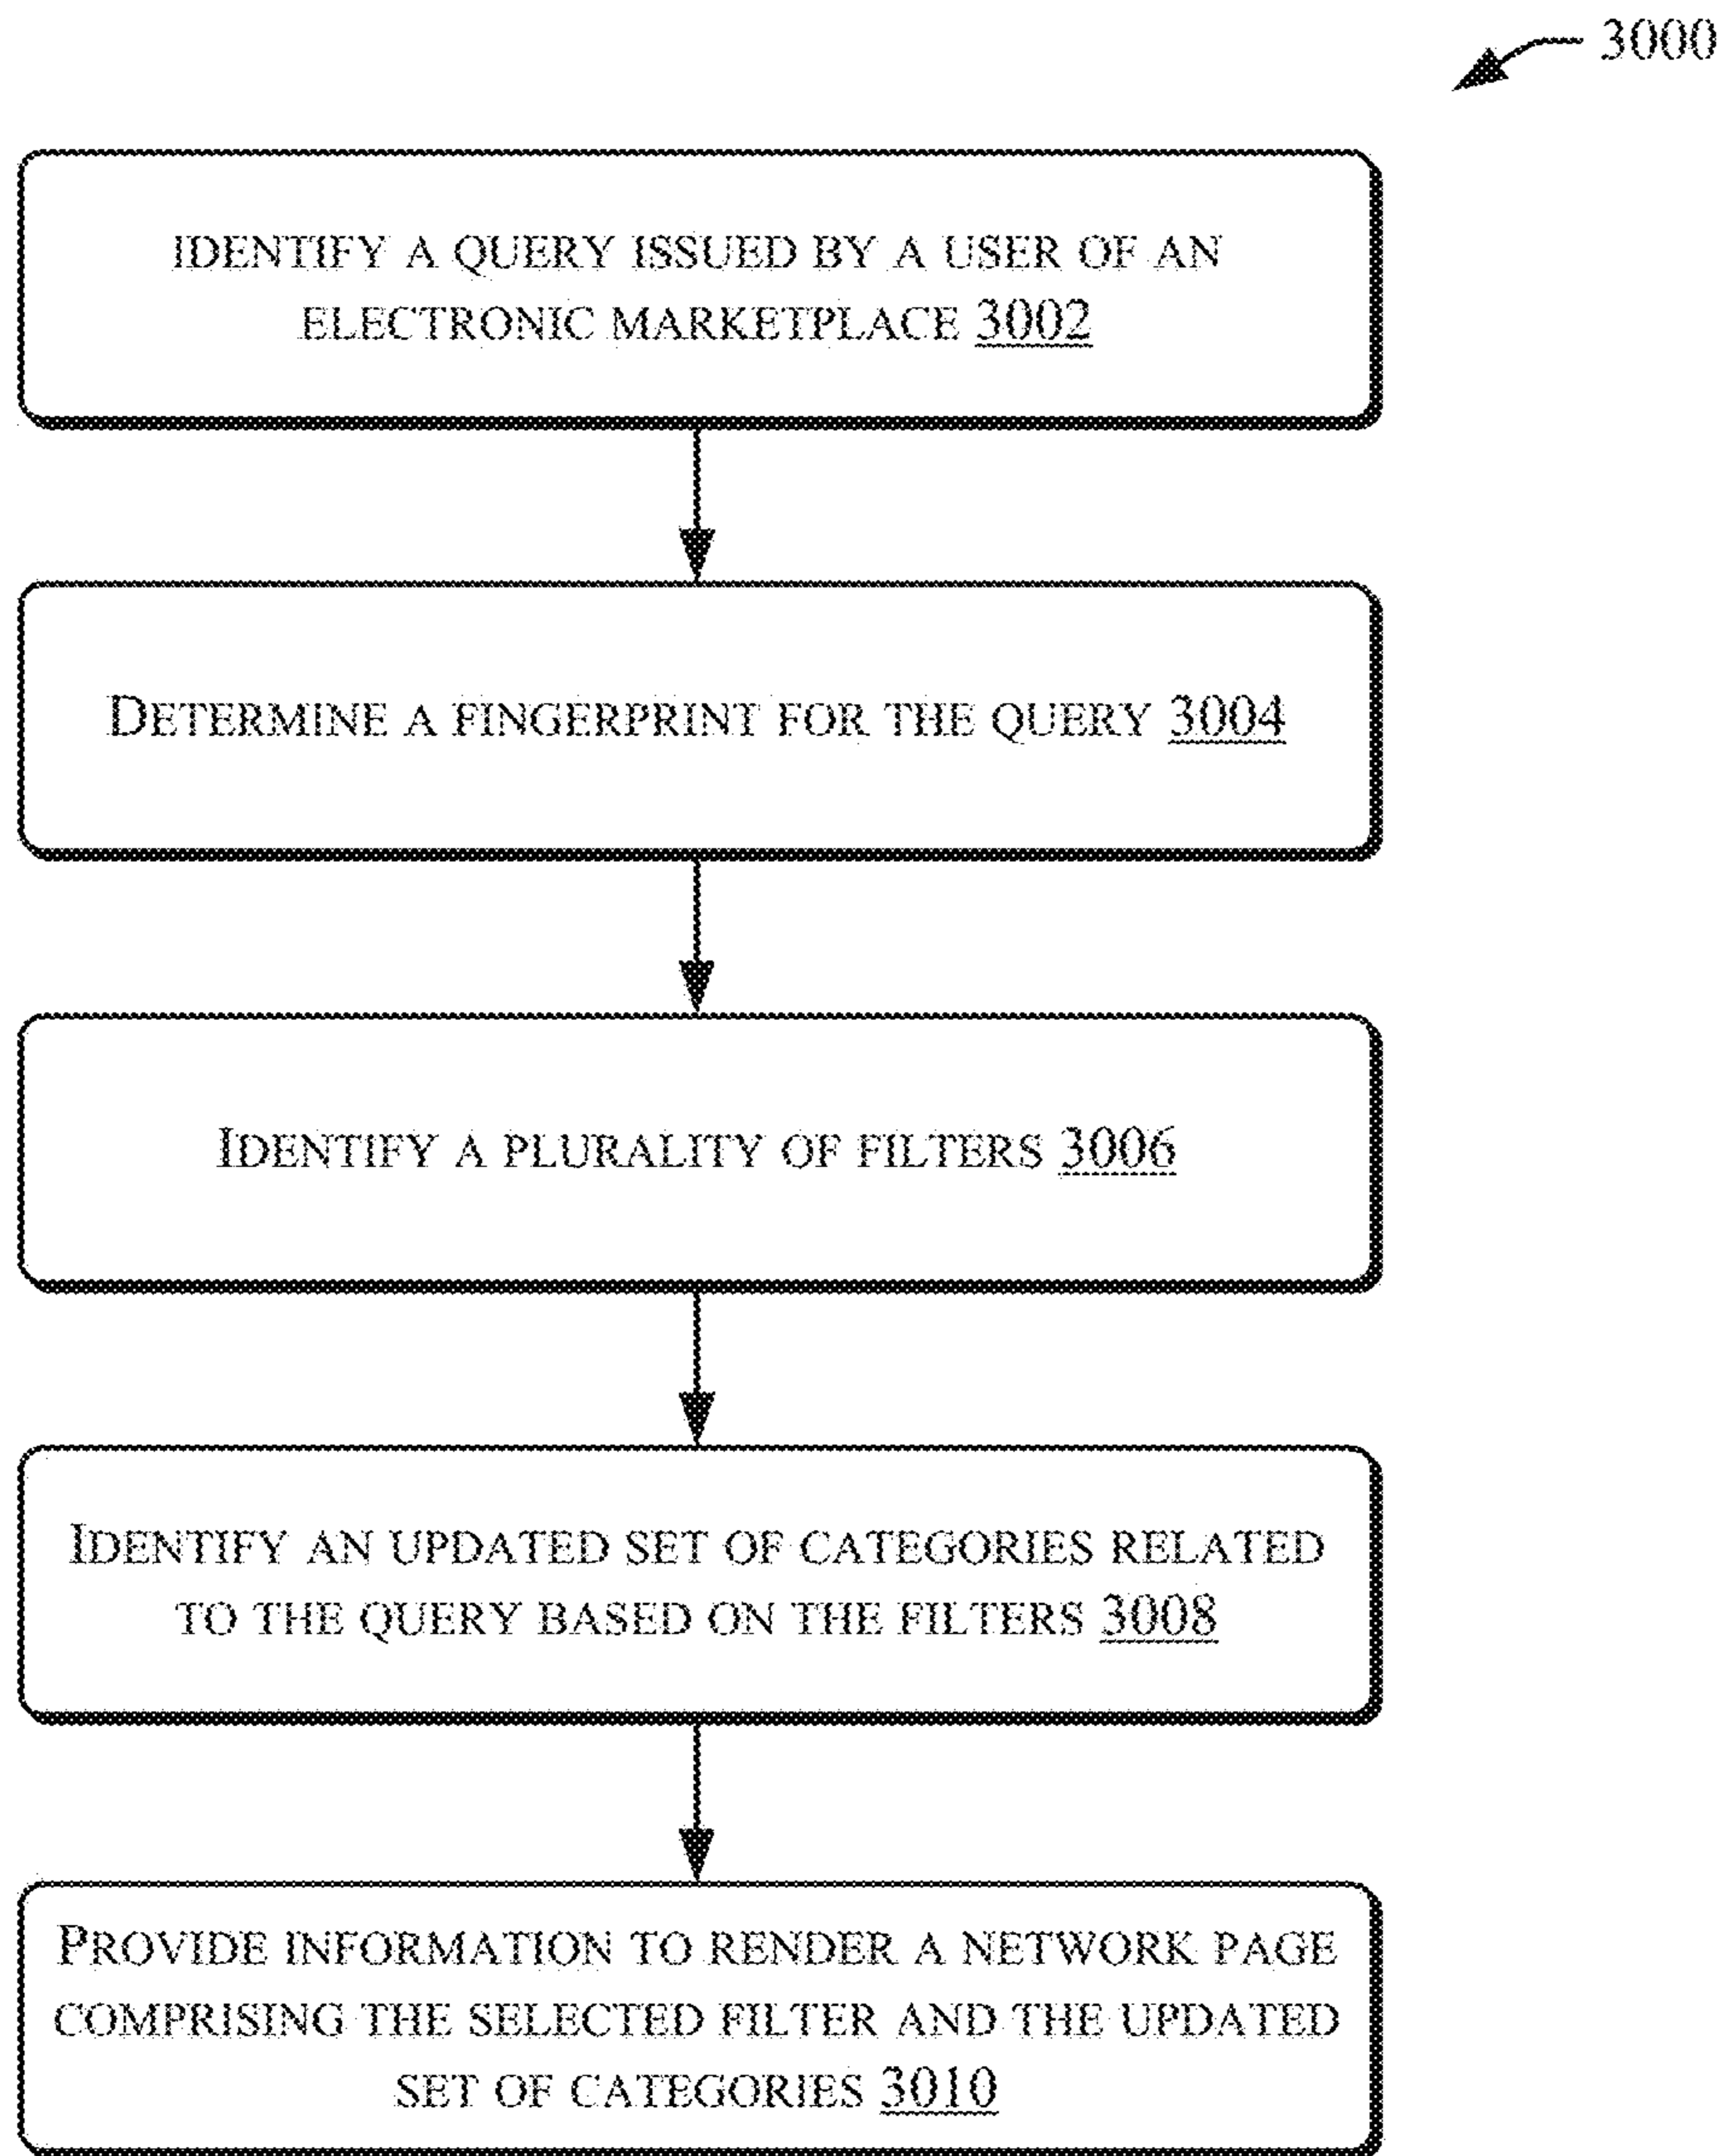 3000
IDENTIFY A QUERY ISSUED BY A USER OF AN
ELECTRONIC MARKETPLACE 3002
DETERMINE A FINGERPRINT FOR THE QUERY 3004
IDENTIFY A PLURALITY OF FILTERS 3006
IDENTIFY AN UPDATED SET OF CATEGORIES RELATED
TO THE QUERY BASED ON THE FILTERS 3008
PROVIDE INFORMATION TO RENDER A NETWORK PAGE
COMPRISING THE SELECTED FILTER AND THE UPDATED
SET OF CATEGORIES 3010